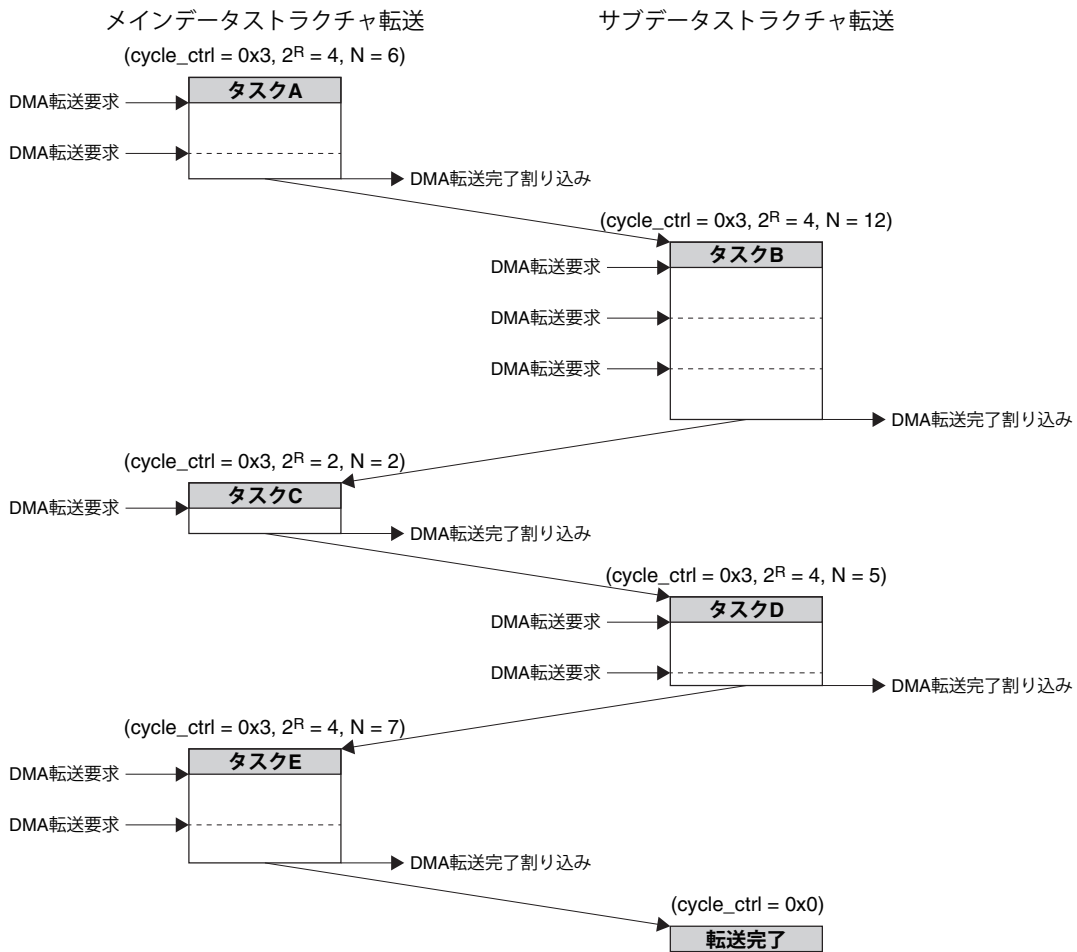 メインデータストラクチャ転送
サブデータストラクチャ転送
(cycle_ctrl = 0x3, 2ᴿ = 4, N = 6)
タスクA
DMA転送要求
DMA転送要求
DMA転送完了割り込み
(cycle_ctrl = 0x3, 2ᴿ = 4, N = 12)
タスクB
DMA転送要求
DMA転送要求
DMA転送要求
DMA転送完了割り込み
(cycle_ctrl = 0x3, 2ᴿ = 2, N = 2)
タスクC
DMA転送要求
DMA転送完了割り込み
(cycle_ctrl = 0x3, 2ᴿ = 4, N = 5)
タスクD
DMA転送要求
DMA転送要求
DMA転送完了割り込み
(cycle_ctrl = 0x3, 2ᴿ = 4, N = 7)
タスクE
DMA転送要求
DMA転送要求
DMA転送完了割り込み
(cycle_ctrl = 0x0)
転送完了